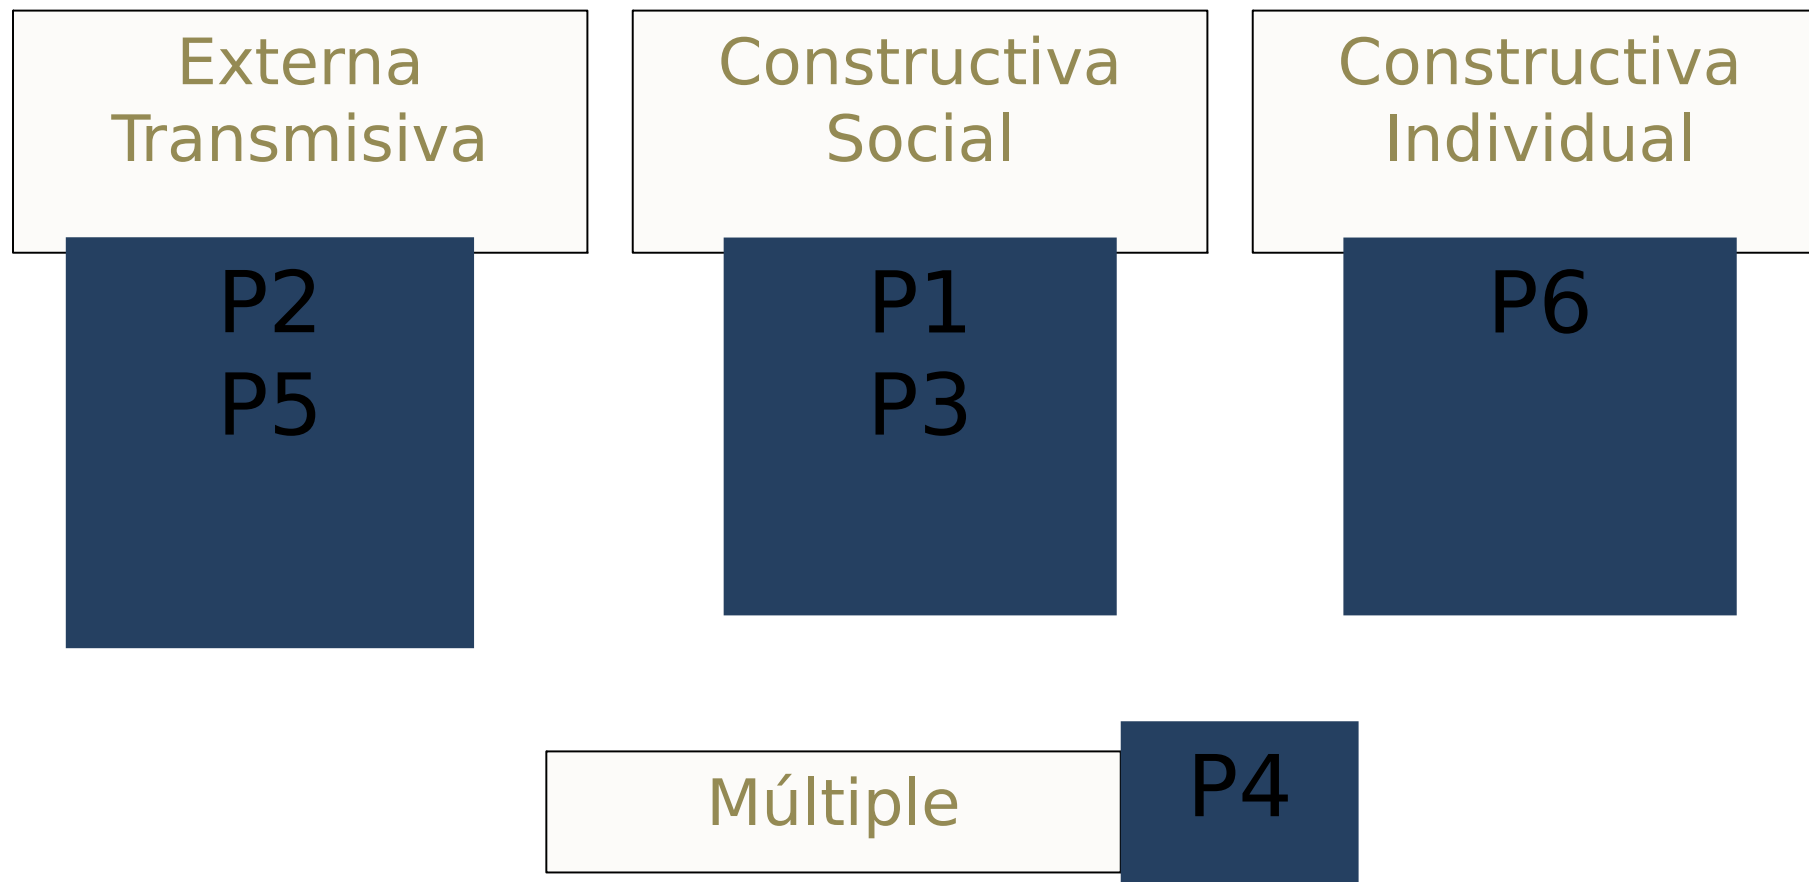 Externa
Transmisiva
P2
P5
Constructiva
Social
P1
P3
Constructiva
Individual
P6
Múltiple
P4